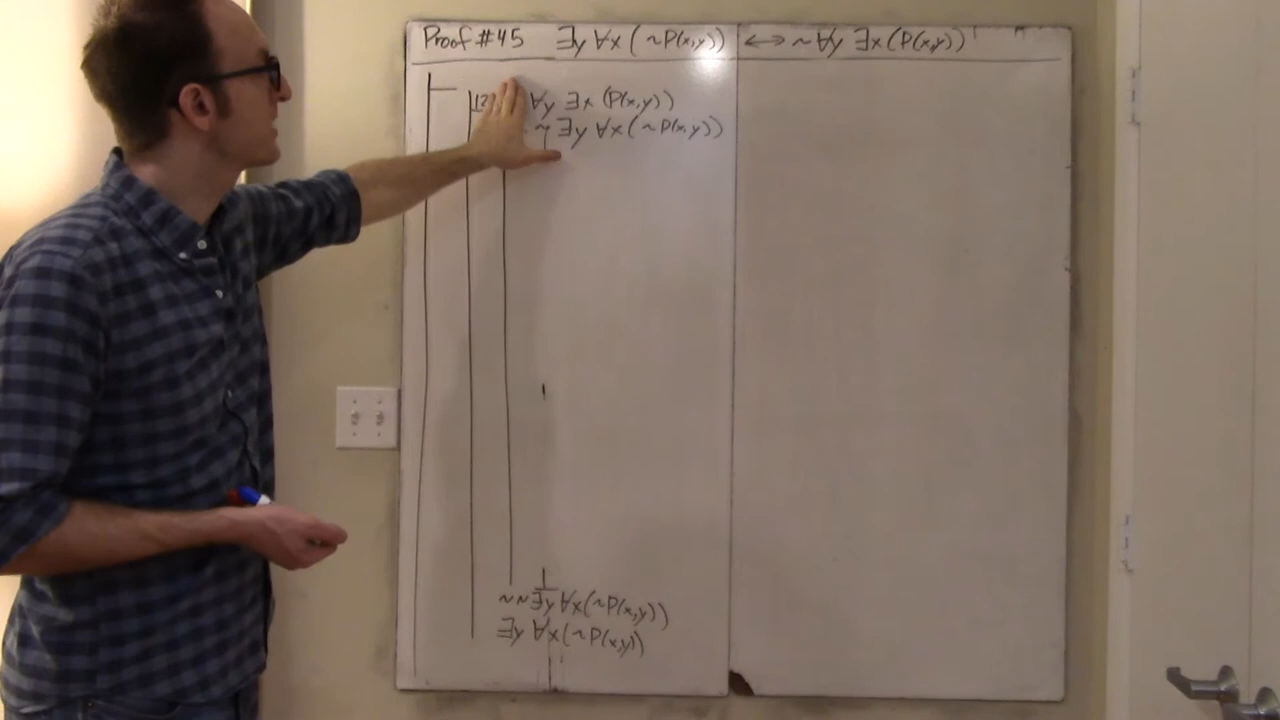 Proof #45 ∃y ∀x (~P(x,y)) ↔ ~∀y ∃x (P(x,y))
∀y ∃x (P(x,y))
~ ∃y ∀x (~P(x,y))
⊥
~~∃y ∀x (~P(x,y))
∃y ∀x (~P(x,y))